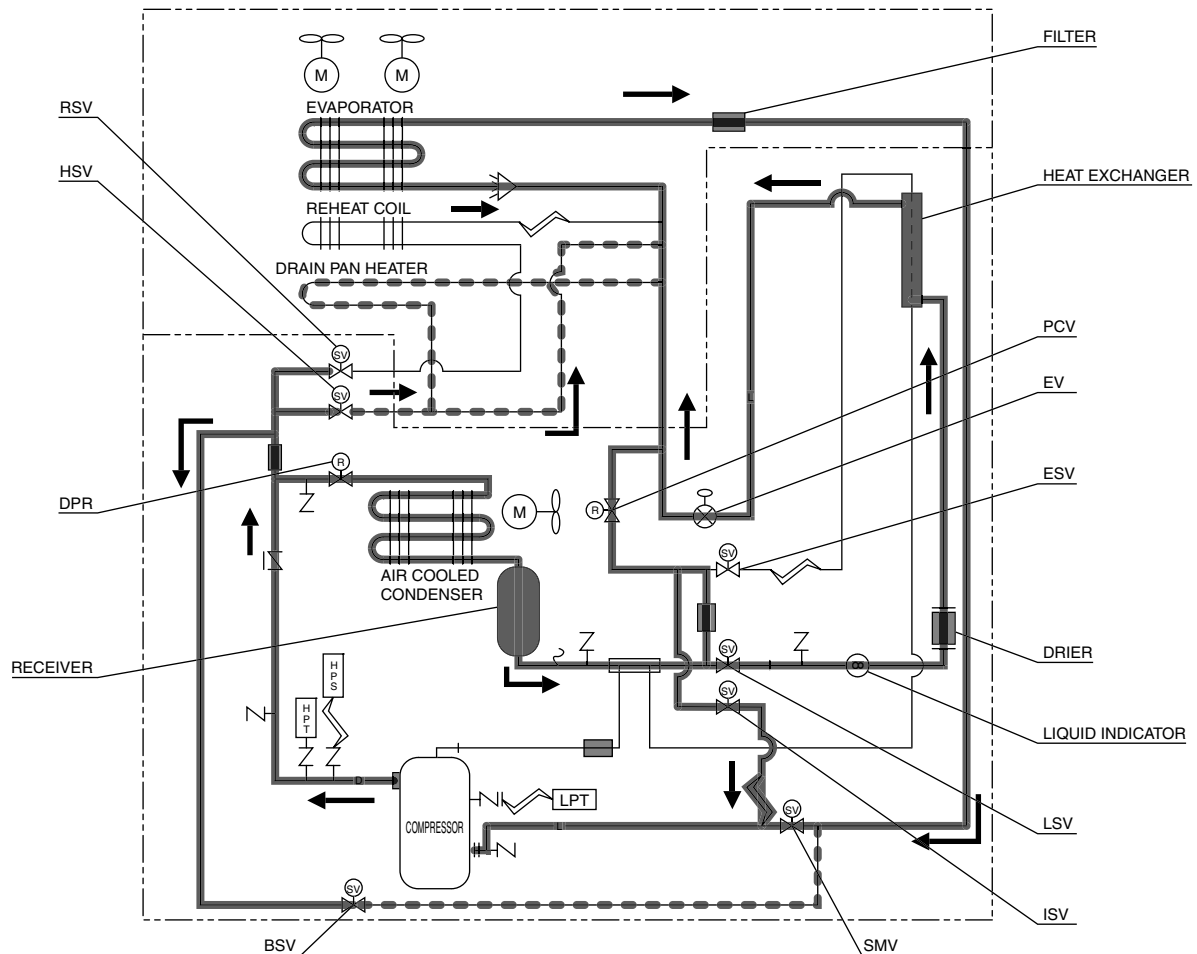 FILTER
M
M
RSV
EVAPORATOR
HSV
HEAT EXCHANGER
REHEAT COIL
DRAIN PAN HEATER
PCV
SV
EV
SV
L
R
ESV
DPR
R
M
SV
AIR COOLED
CONDENSER
SV
DRIER
RECEIVER
HPS
SV
HPT
LIQUID INDICATOR
D
LPT
SV
LSV
COMPRESSOR
SV
ISV
BSV
SMV